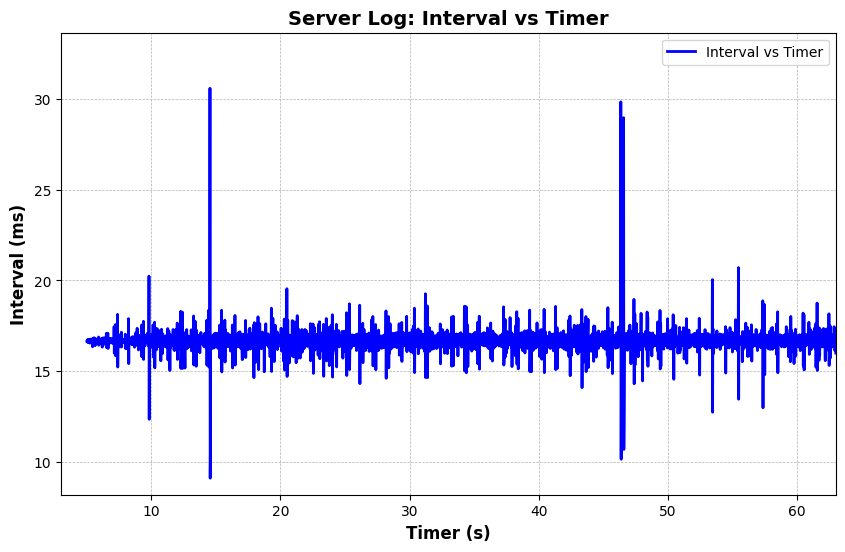 Server Log: Interval vs Timer
Interval vs Timer
Interval (ms)
30
25
20
15
10
10 20 30 40 50 60
Timer (s)